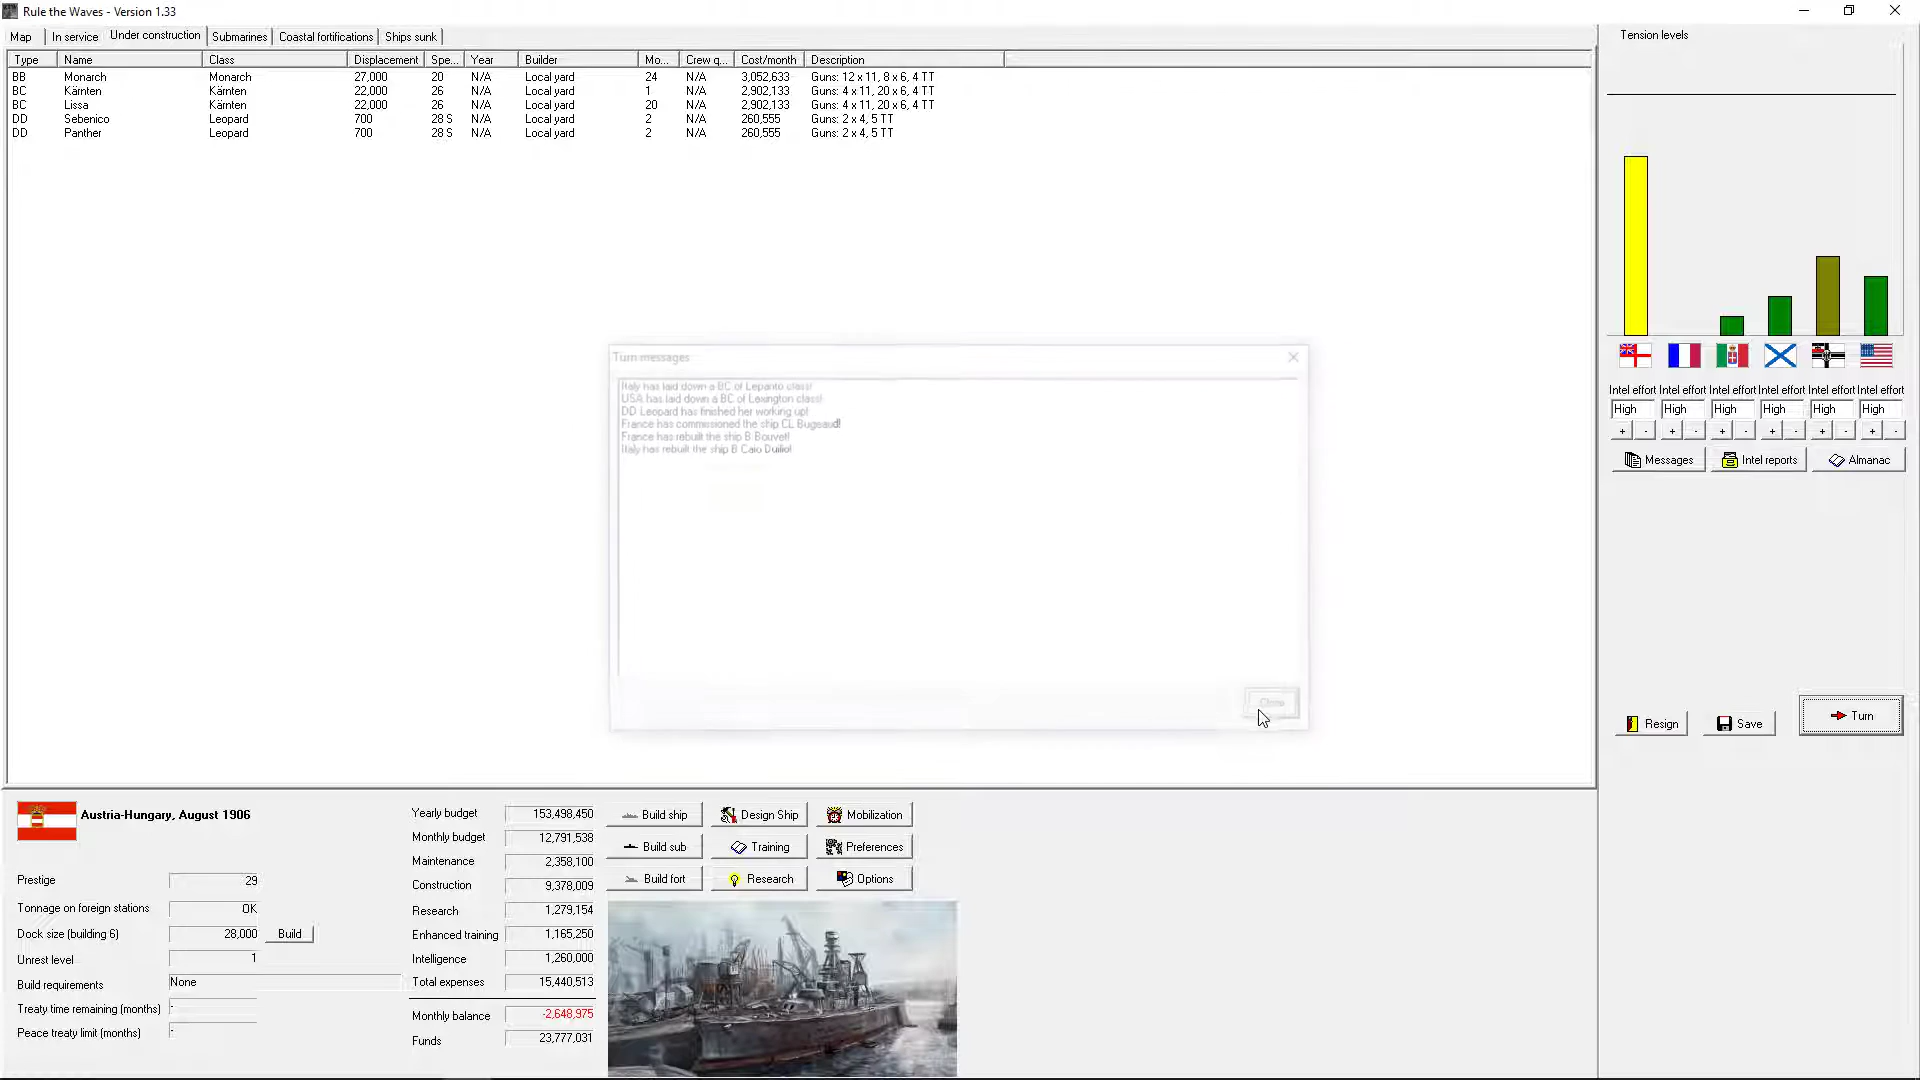 Rule the Waves - Version 1.33
Map In service Under construction Submarines Coastal fortifications Ships sunk
Type Name Class Displacement Spe... Year Builder Mo... Crew q... Cost/month Description
BB Monarch Monarch 27,000 20 N/A Local yard 24 N/A 3,052,633 Guns: 12 x 11, 8 x 6, 4 TT
BC Kärnten Kärnten 22,000 26 N/A Local yard 1 N/A 2,902,133 Guns: 4 x 11, 20 x 6, 4 TT
BC Lissa Kärnten 22,000 26 N/A Local yard 20 N/A 2,902,133 Guns: 4 x 11, 20 x 6, 4 TT
DD Sebenico Leopard 700 28 S N/A Local yard 2 N/A 260,555 Guns: 2 x 4, 5 TT
DD Panther Leopard 700 28 S N/A Local yard 2 N/A 260,555 Guns: 2 x 4, 5 TT
Turn messages
Italy has laid down a BC of Lepanto class!
USA has laid down a BC of Lexington class!
DD Leopard has finished her working up!
France has commissioned the ship CL Bugeaud!
France has rebuilt the ship B Bouvet!
Italy has rebuilt the ship B Caio Duilio!
Close
Tension levels
Intel effort Intel effort Intel effort Intel effort Intel effort Intel effort
High High High High High High
+ - + - + - + - + - + -
Messages Intel reports Almanac
Resign Save Turn
Austria-Hungary, August 1906
Prestige 29
Tonnage on foreign stations OK
Dock size (building 6) 28,000 Build
Unrest level 1
Build requirements None
Treaty time remaining (months) -
Peace treaty limit (months) -
Yearly budget 153,498,450
Monthly budget 12,791,538
Maintenance 2,358,100
Construction 9,378,009
Research 1,279,154
Enhanced training 1,165,250
Intelligence 1,260,000
Total expenses 15,440,513
Monthly balance -2,648,975
Funds 23,777,031
Build ship Design Ship Mobilization
Build sub Training Preferences
Build fort Research Options